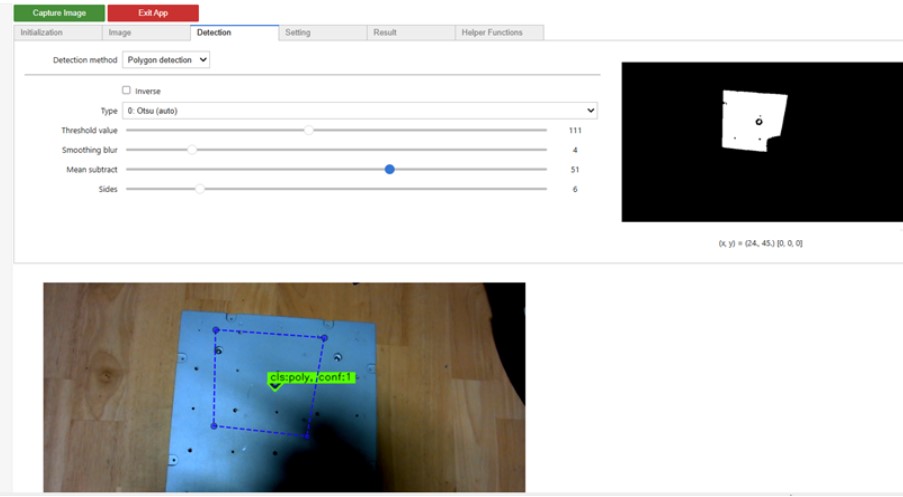 Capture Image Exit App
Initialization Image Detection Setting Result Helper Functions
Detection method Polygon detection
Inverse
Type 0: Otsu (auto)
Threshold value 111
Smoothing blur 4
Mean subtract 51
Sides 6
(x, y) = (24., 45.) [0, 0, 0]
cls:poly, conf:1